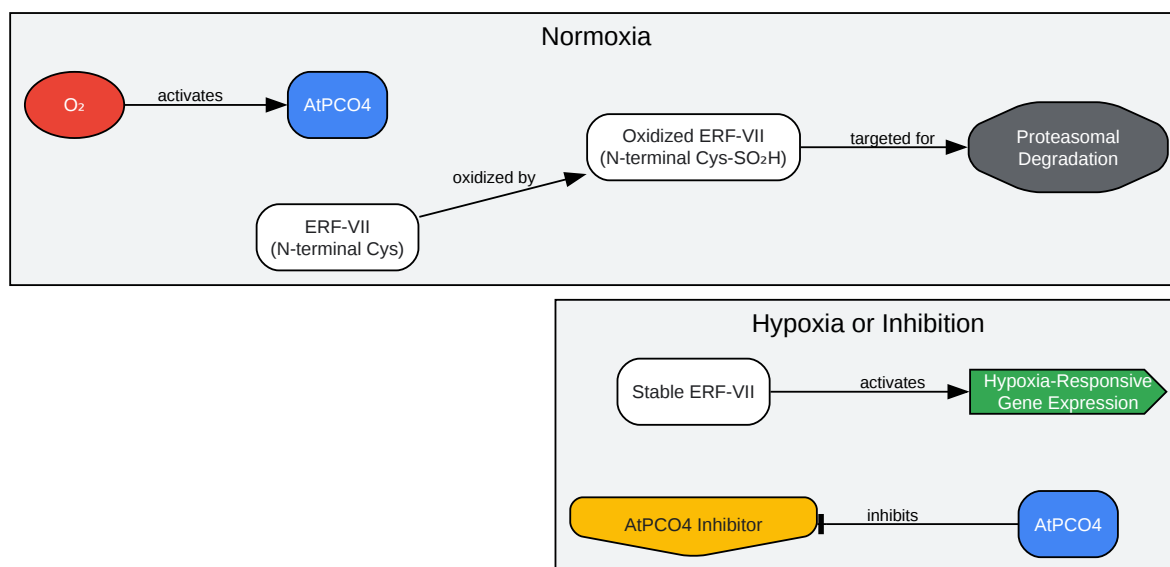 Normoxia
O₂
activates
AtPCO4
Oxidized ERF-VII
(N-terminal Cys-SO₂H)
targeted for
Proteasomal
Degradation
oxidized by
ERF-VII
(N-terminal Cys)
Hypoxia or Inhibition
Stable ERF-VII
activates
Hypoxia-Responsive
Gene Expression
AtPCO4 Inhibitor
inhibits
AtPCO4